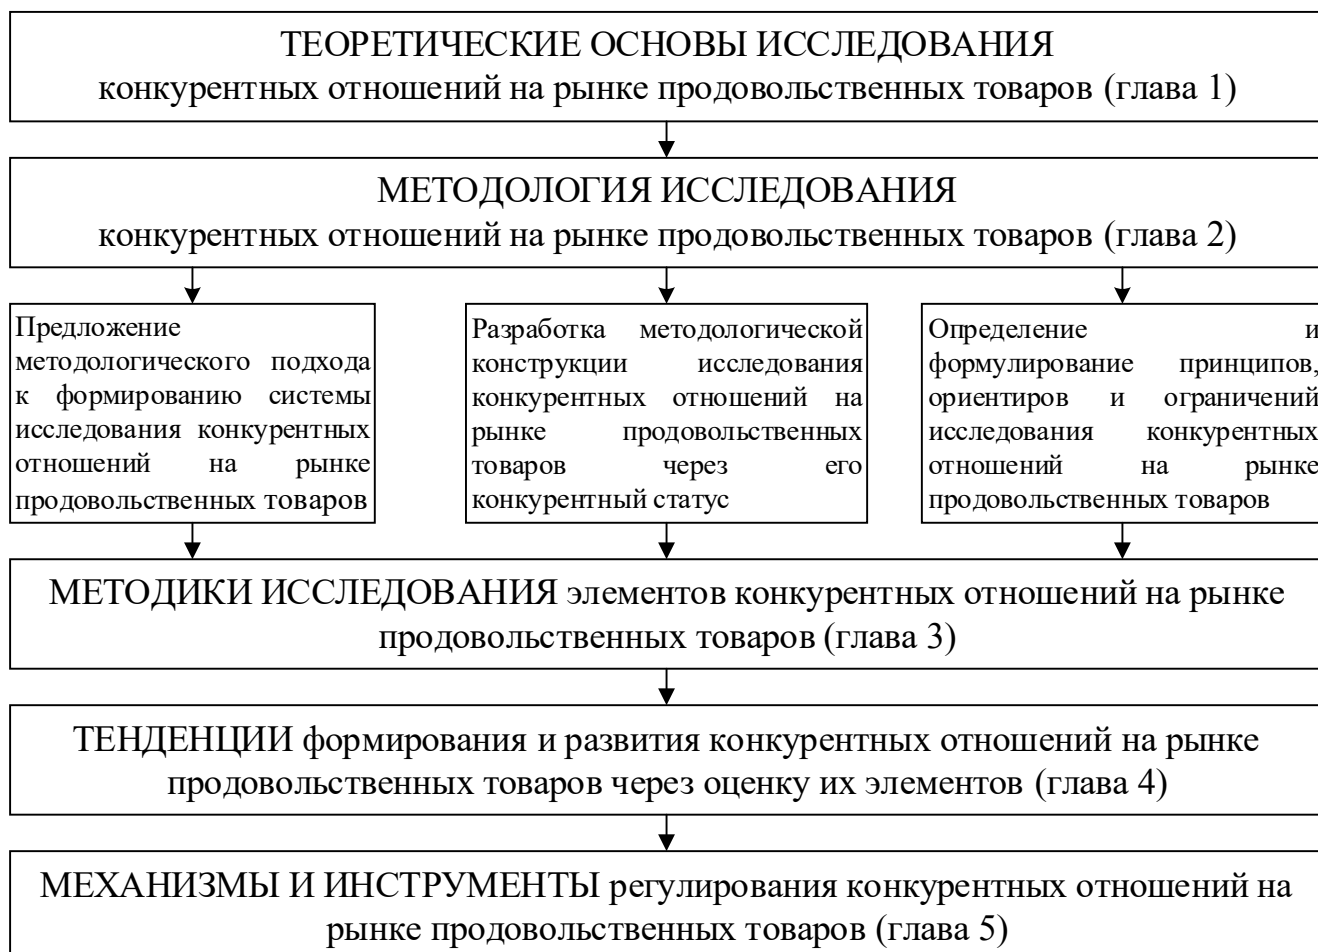 ТЕОРЕТИЧЕСКИЕ ОСНОВЫ ИССЛЕДОВАНИЯ
конкурентных отношений на рынке продовольственных товаров (глава 1)
МЕТОДОЛОГИЯ ИССЛЕДОВАНИЯ
конкурентных отношений на рынке продовольственных товаров (глава 2)
Предложение
методологического подхода
к формированию системы
исследования конкурентных
отношений на рынке
продовольственных товаров
Разработка методологической
конструкции исследования
конкурентных отношений на
рынке продовольственных
товаров через его
конкурентный статус
Определение и
формулирование принципов,
ориентиров и ограничений
исследования конкурентных
отношений на рынке
продовольственных товаров
МЕТОДИКИ ИССЛЕДОВАНИЯ элементов конкурентных отношений на рынке
продовольственных товаров (глава 3)
ТЕНДЕНЦИИ формирования и развития конкурентных отношений на рынке
продовольственных товаров через оценку их элементов (глава 4)
МЕХАНИЗМЫ И ИНСТРУМЕНТЫ регулирования конкурентных отношений на
рынке продовольственных товаров (глава 5)